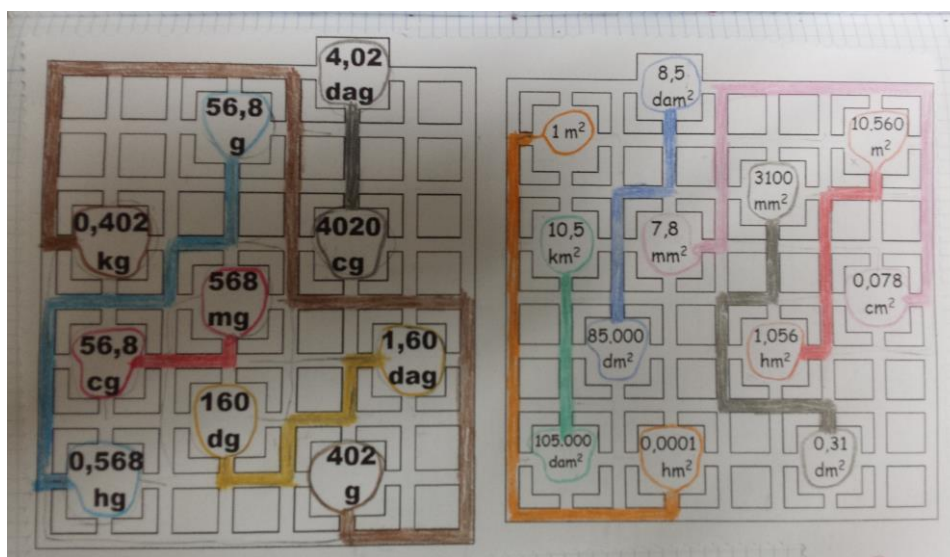 4,02
dag
56,8
g
0,402
kg
4020
cg
568
mg
56,8
cg
1,60
dag
160
dg
0,568
hg
402
g
8,5
dam²
1 m²
10,560
m²
3100
mm²
10,5
km²
7,8
mm²
0,078
cm²
85.000
dm²
1,056
hm²
105.000
dam²
0,0001
hm²
0,31
dm²